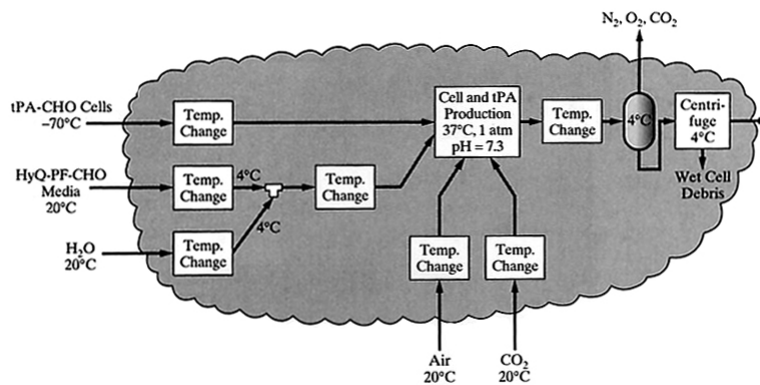 N₂, O₂, CO₂
tPA-CHO Cells
–70°C
Temp.
Change
Cell and tPA
Production
37°C, 1 atm
pH = 7.3
Temp.
Change
4°C
Centri-
fuge
4°C
Wet Cell
Debris
HyQ-PF-CHO
Media
20°C
Temp.
Change
4°C
Temp.
Change
H₂O
20°C
Temp.
Change
4°C
Temp.
Change
Temp.
Change
Air
20°C
CO₂
20°C